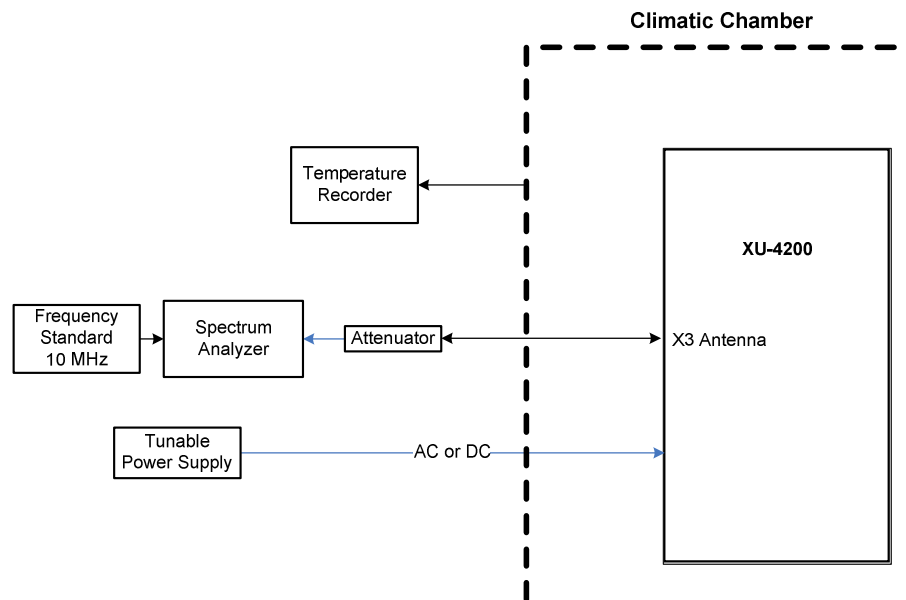 Climatic Chamber
Temperature
Recorder
XU-4200
Frequency
Standard
10 MHz
Spectrum
Analyzer
Attenuator
X3 Antenna
Tunable
Power Supply
AC or DC